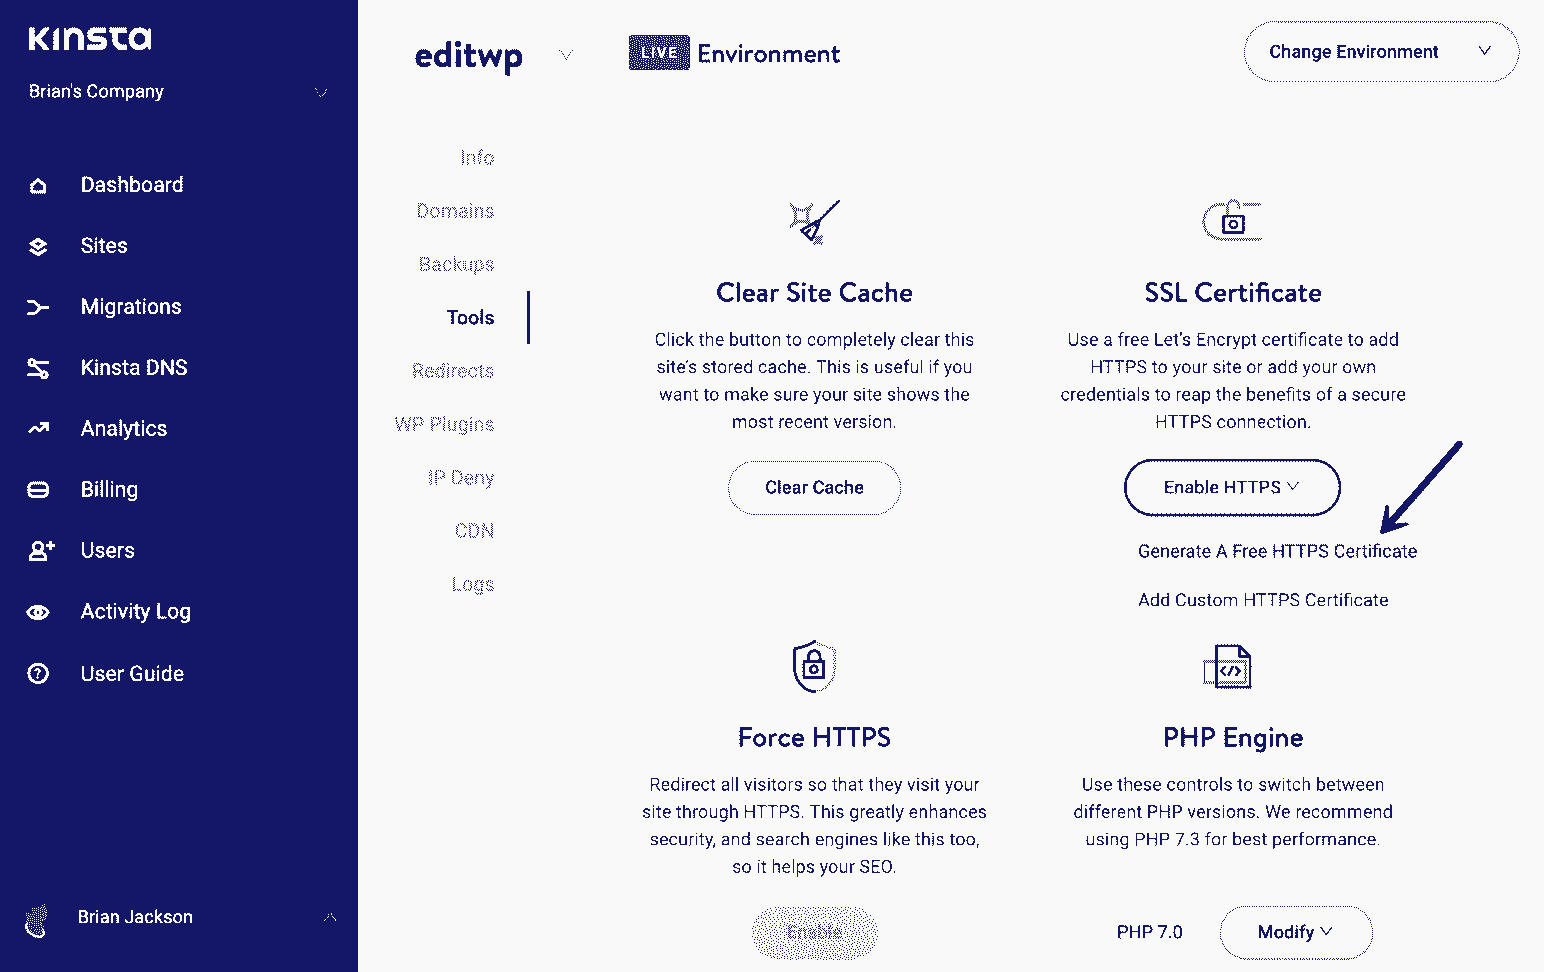 Kinsta
Brian's Company
Dashboard
Sites
Migrations
Kinsta DNS
Analytics
Billing
Users
Activity Log
User Guide
Brian Jackson
editwp
LIVE Environment
Change Environment
Info
Domains
Backups
Tools
Redirects
WP Plugins
IP Deny
CDN
Logs
Clear Site Cache
Click the button to completely clear this
site's stored cache. This is useful if you
want to make sure your site shows the
most recent version.
Clear Cache
SSL Certificate
Use a free Let's Encrypt certificate to add
HTTPS to your site or add your own
credentials to reap the benefits of a secure
HTTPS connection.
Enable HTTPS
Generate A Free HTTPS Certificate
Add Custom HTTPS Certificate
Force HTTPS
Redirect all visitors so that they visit your
site through HTTPS. This greatly enhances
security, and search engines like this too,
so it helps your SEO.
Enable
PHP Engine
Use these controls to switch between
different PHP versions. We recommend
using PHP 7.3 for best performance.
PHP 7.0
Modify